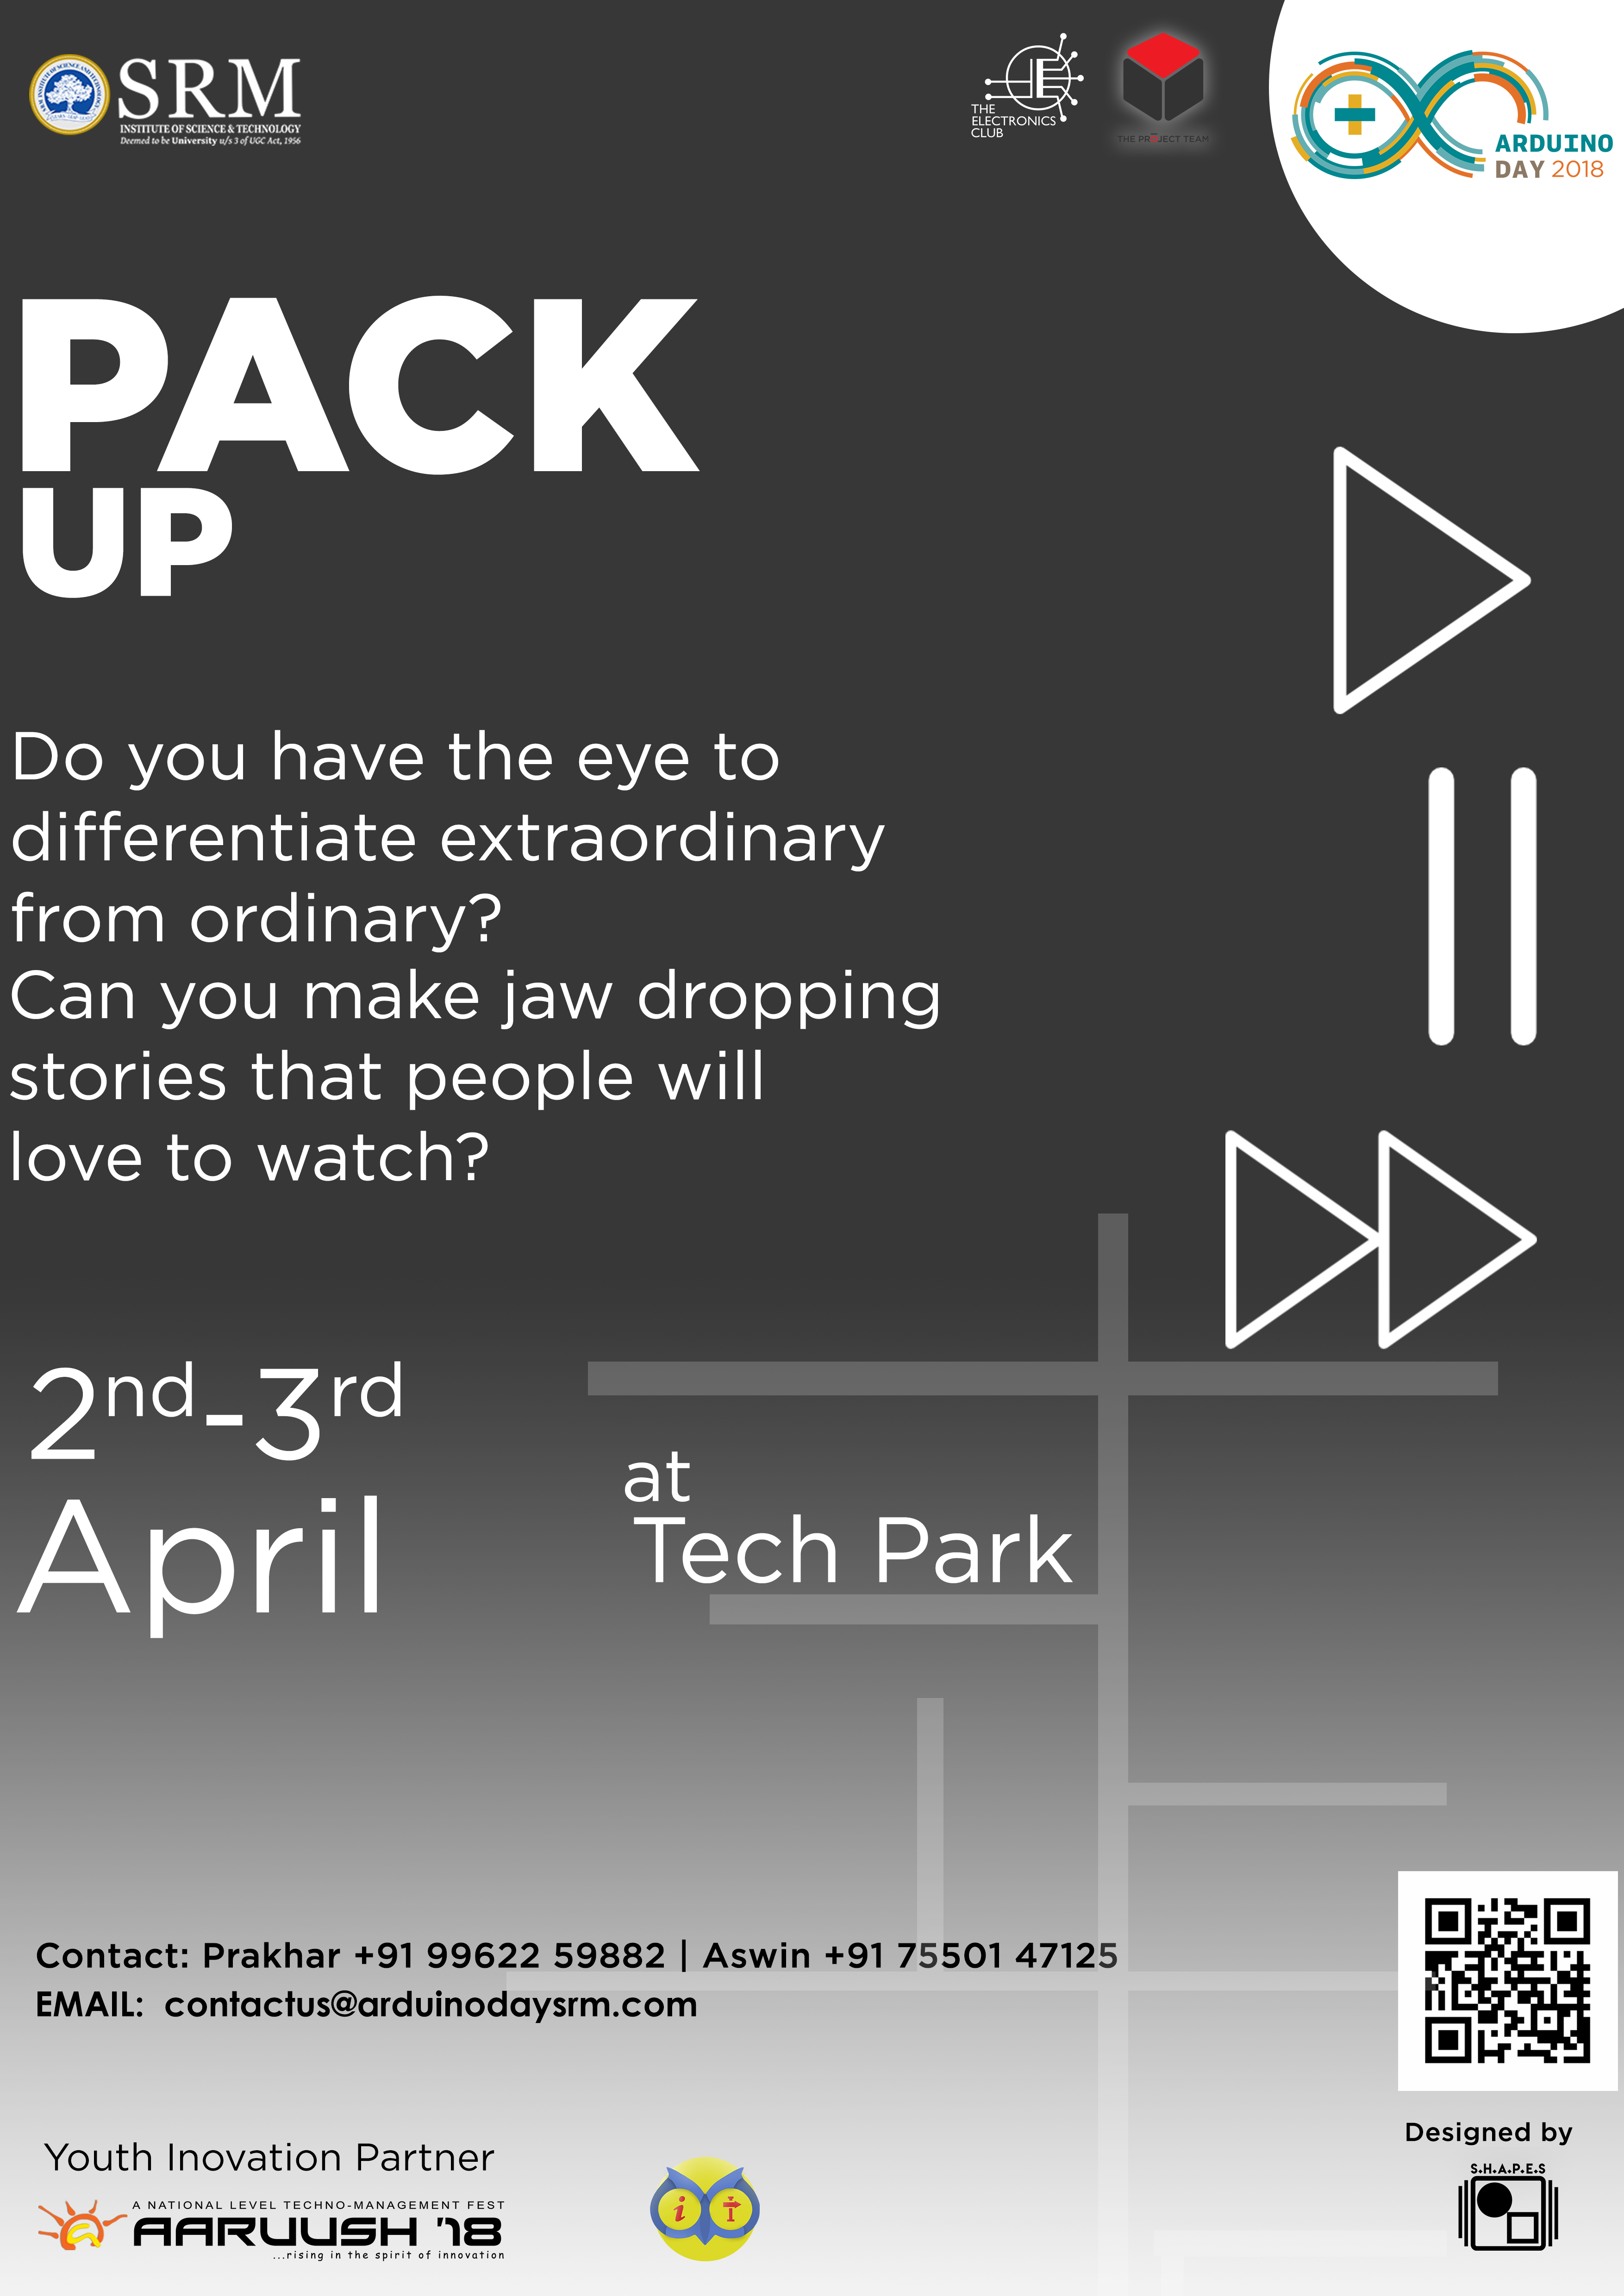 SRM
INSTITUTE OF SCIENCE & TECHNOLOGY
Deemed to be University u/s 3 of UGC Act, 1956
THE
ELECTRONICS
CLUB
THE PROJECT TEAM
ARDUINO
DAY 2018
PACK
UP
Do you have the eye to
differentiate extraordinary
from ordinary?
Can you make jaw dropping
stories that people will
love to watch?
2nd-3rd
April
at
Tech Park
Contact: Prakhar +91 99622 59882 | Aswin +91 75501 47125
EMAIL: contactus@arduinodaysrm.com
Youth Inovation Partner
A NATIONAL LEVEL TECHNO-MANAGEMENT FEST
AARUUSH '18
...rising in the spirit of innovation
i
Designed by
S.H.A.P.E.S